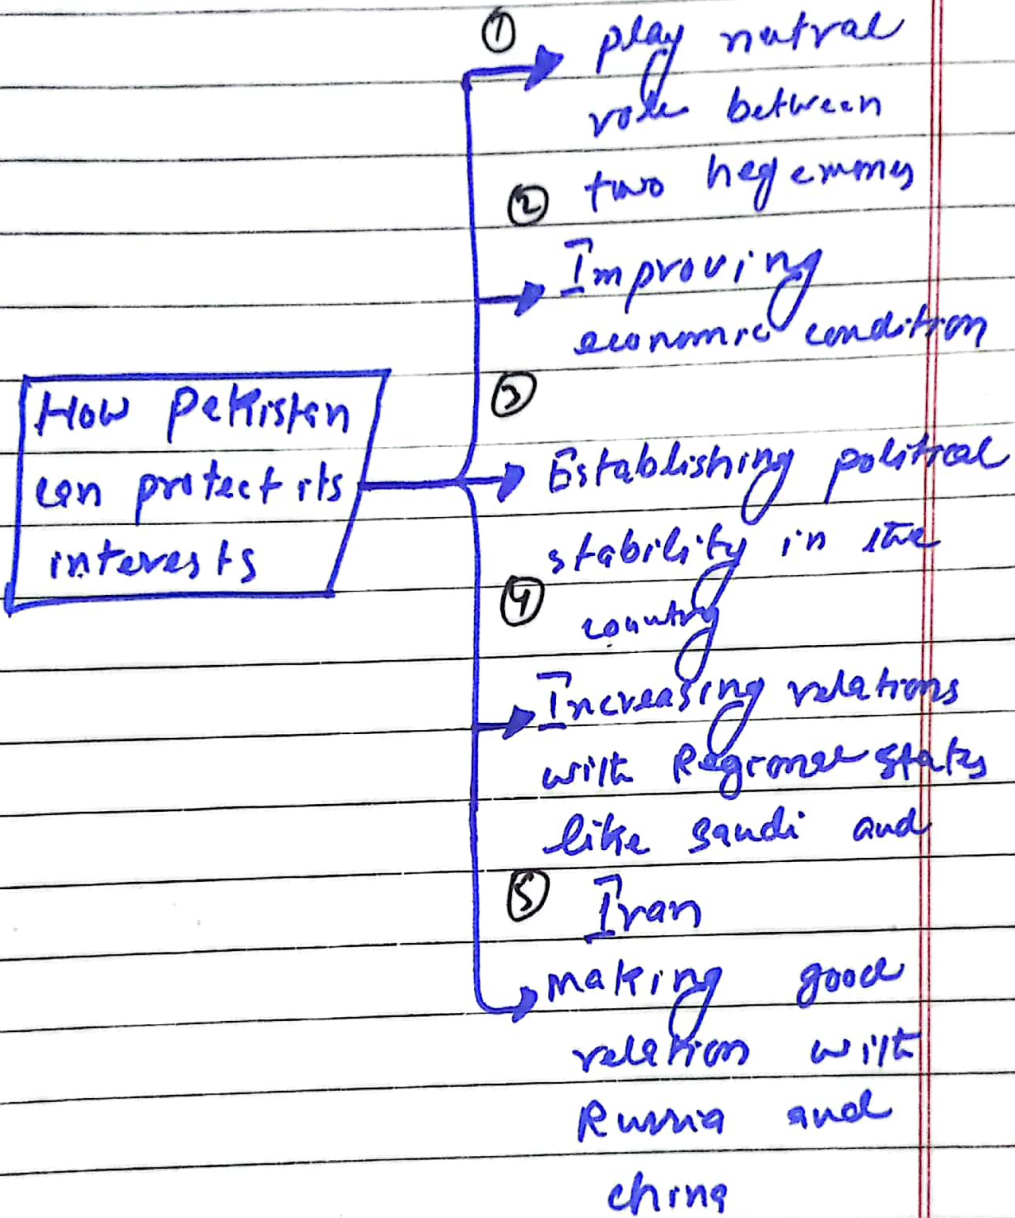 How Pakistan
can protect its
interests
①
play nutral
role between
two hegemony
②
Improving
economic condition
③
Establishing political
stability in the
country
④
Increasing relations
with Regional states
like saudi and
Iran
⑤
making good
relation with
Russia and
china